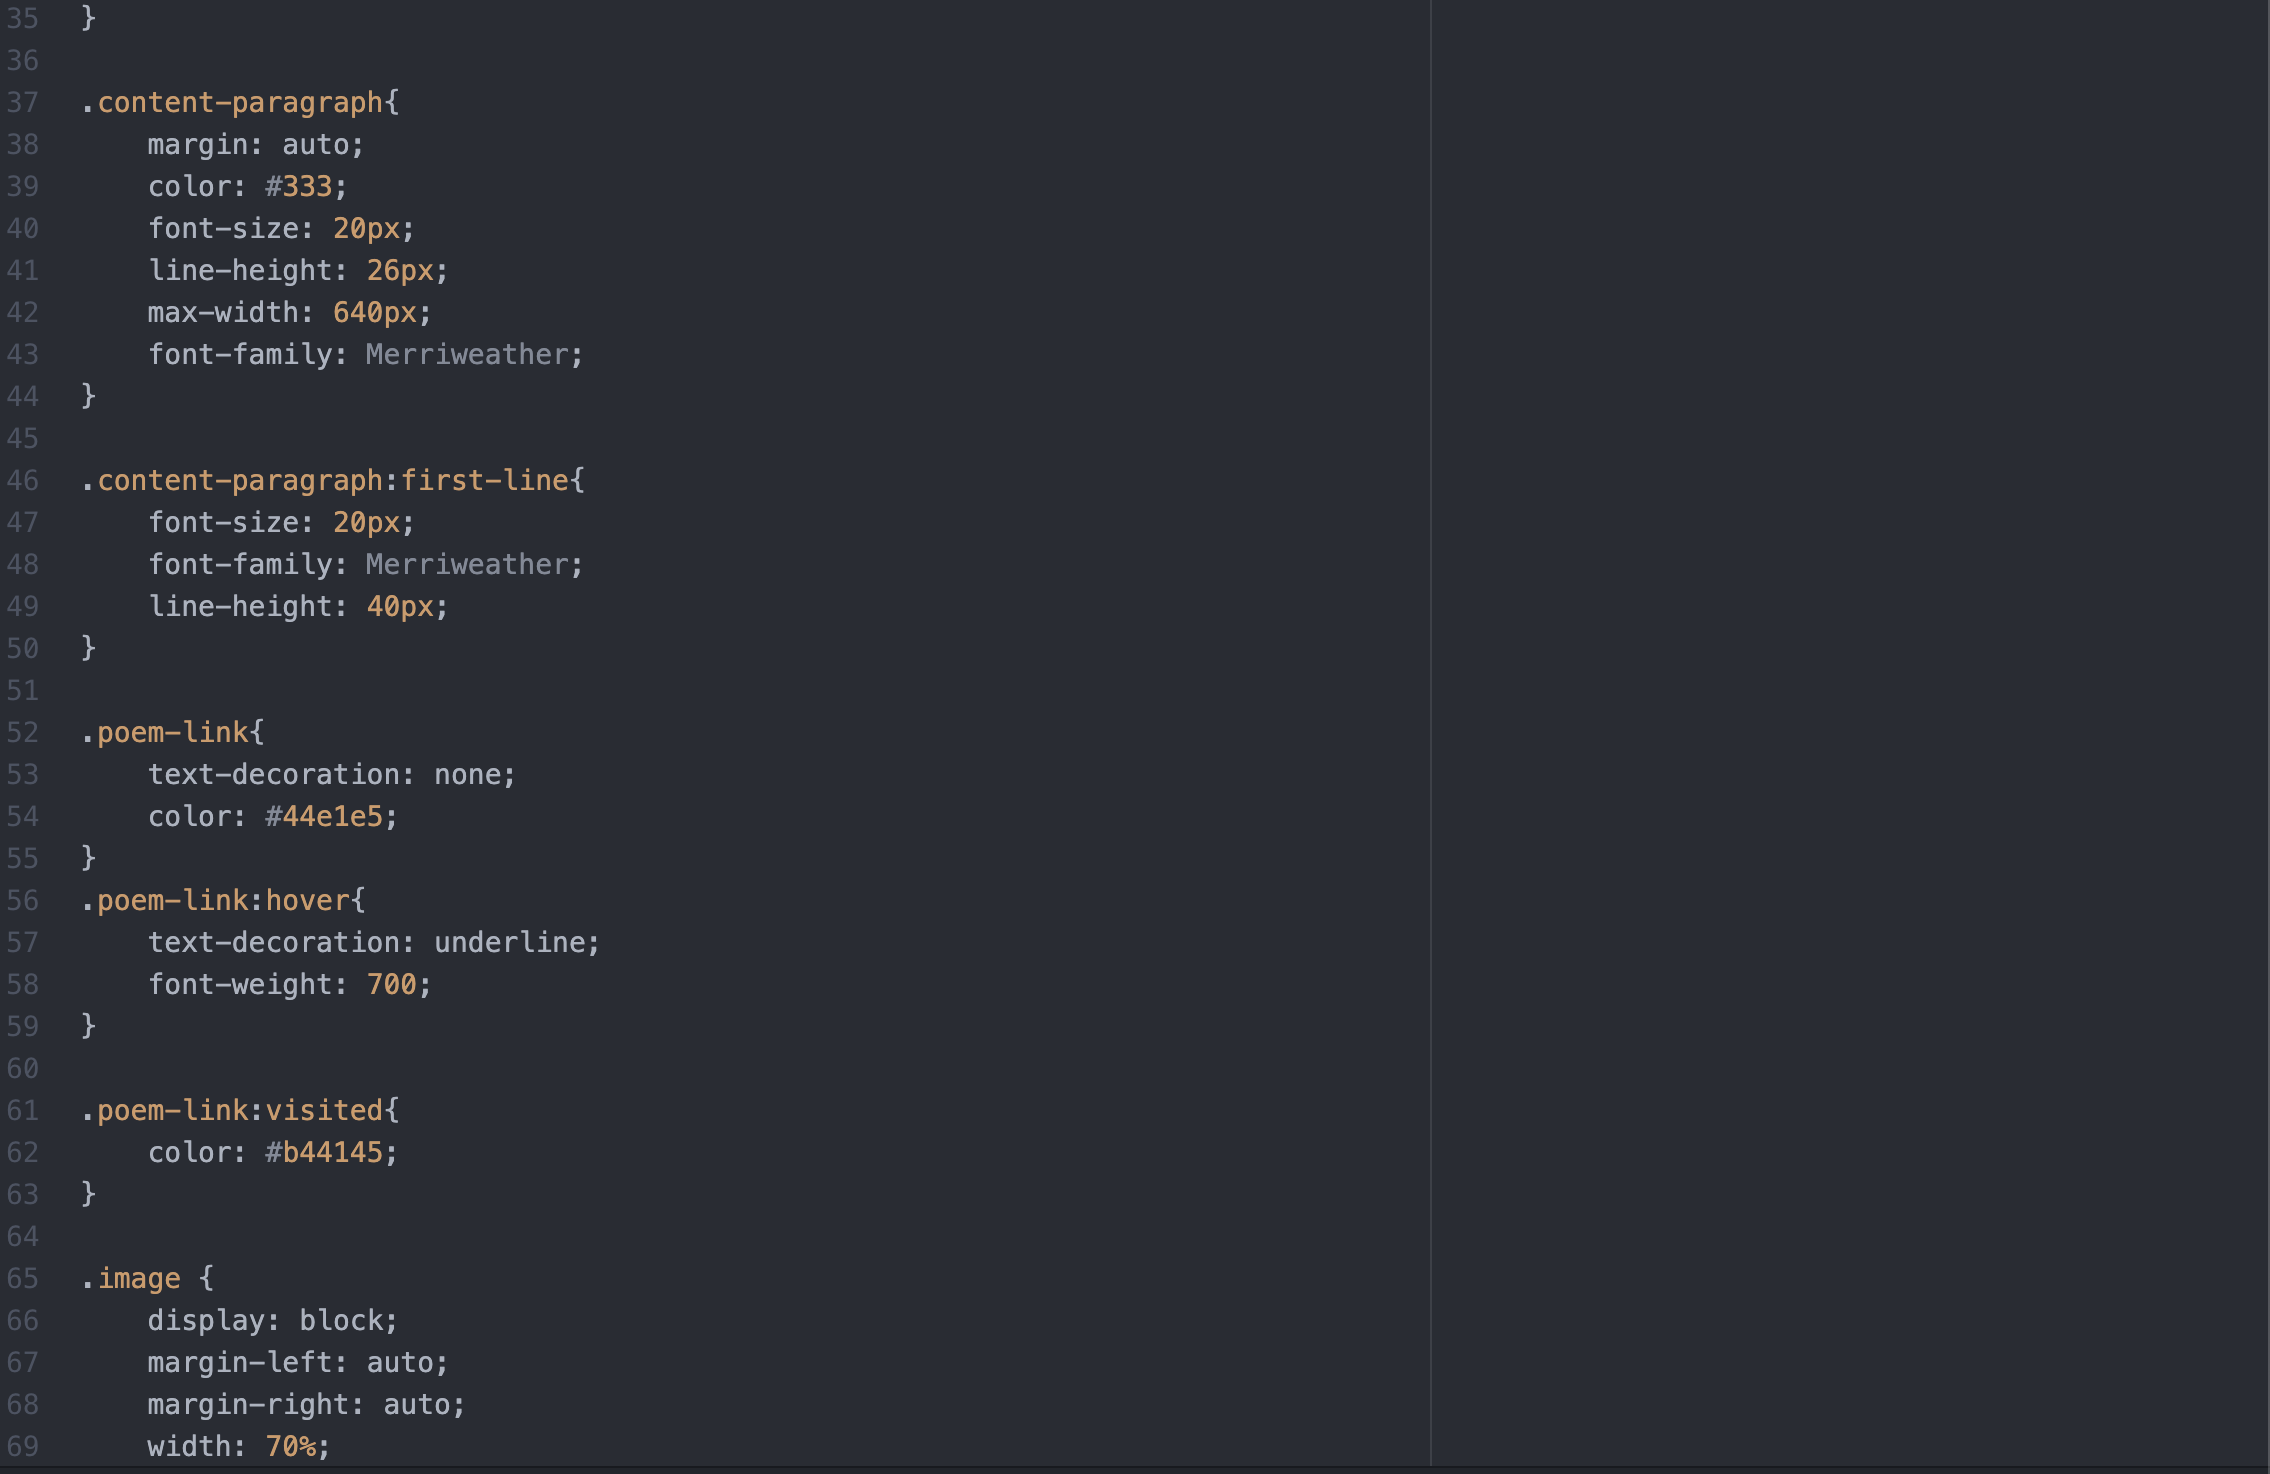 35 }
36
37 .content-paragraph{
38     margin: auto;
39     color: #333;
40     font-size: 20px;
41     line-height: 26px;
42     max-width: 640px;
43     font-family: Merriweather;
44 }
45
46 .content-paragraph:first-line{
47     font-size: 20px;
48     font-family: Merriweather;
49     line-height: 40px;
50 }
51
52 .poem-link{
53     text-decoration: none;
54     color: #44e1e5;
55 }
56 .poem-link:hover{
57     text-decoration: underline;
58     font-weight: 700;
59 }
60
61 .poem-link:visited{
62     color: #b44145;
63 }
64
65 .image {
66     display: block;
67     margin-left: auto;
68     margin-right: auto;
69     width: 70%;